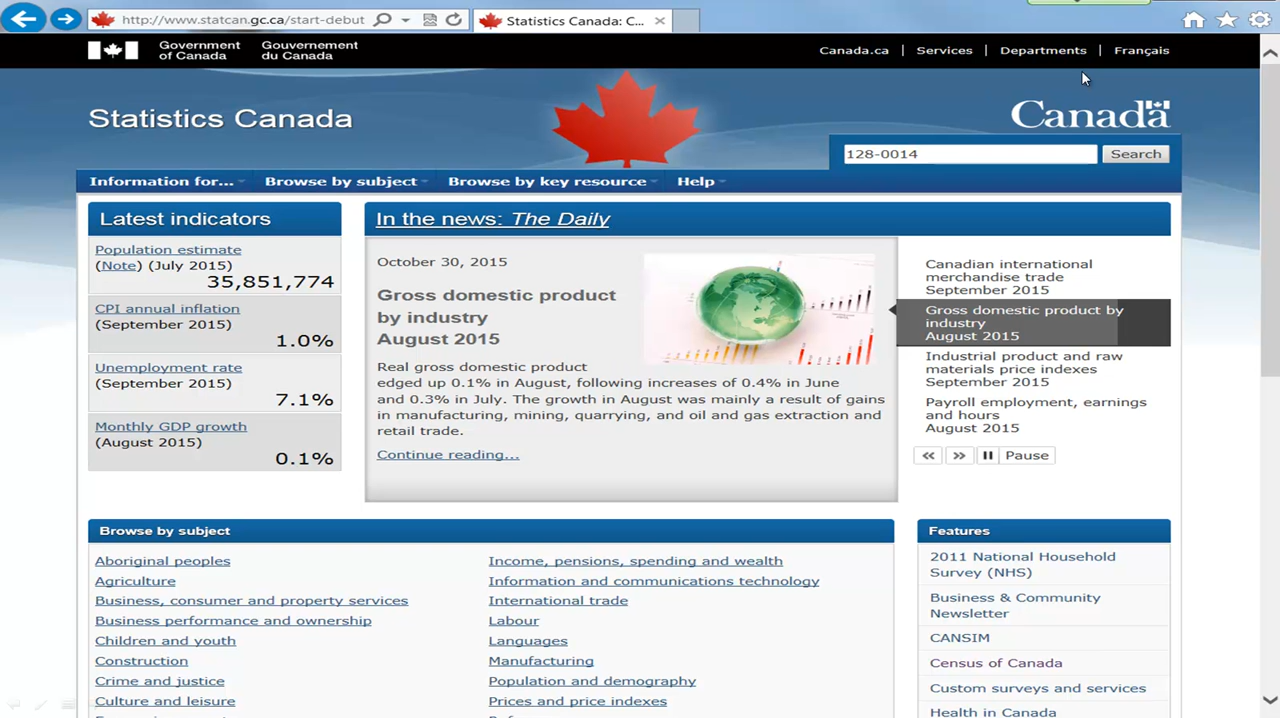 http://www.statcan.gc.ca/start-debut
Statistics Canada: C...
Government of Canada
Gouvernement du Canada
Canada.ca | Services | Departments | Français
Statistics Canada
Canada
128-0014
Search
Information for...
Browse by subject
Browse by key resource
Help
Latest indicators
Population estimate
(Note) (July 2015)
35,851,774
CPI annual inflation
(September 2015)
1.0%
Unemployment rate
(September 2015)
7.1%
Monthly GDP growth
(August 2015)
0.1%
In the news: The Daily
October 30, 2015
Gross domestic product
by industry
August 2015
Real gross domestic product
edged up 0.1% in August, following increases of 0.4% in June
and 0.3% in July. The growth in August was mainly a result of gains
in manufacturing, mining, quarrying, and oil and gas extraction and
retail trade.
Continue reading...
Canadian international
merchandise trade
September 2015
Gross domestic product by
industry
August 2015
Industrial product and raw
materials price indexes
September 2015
Payroll employment, earnings
and hours
August 2015
Pause
Browse by subject
Aboriginal peoples
Agriculture
Business, consumer and property services
Business performance and ownership
Children and youth
Construction
Crime and justice
Culture and leisure
Income, pensions, spending and wealth
Information and communications technology
International trade
Labour
Languages
Manufacturing
Population and demography
Prices and price indexes
Features
2011 National Household
Survey (NHS)
Business & Community
Newsletter
CANSIM
Census of Canada
Custom surveys and services
Health in Canada